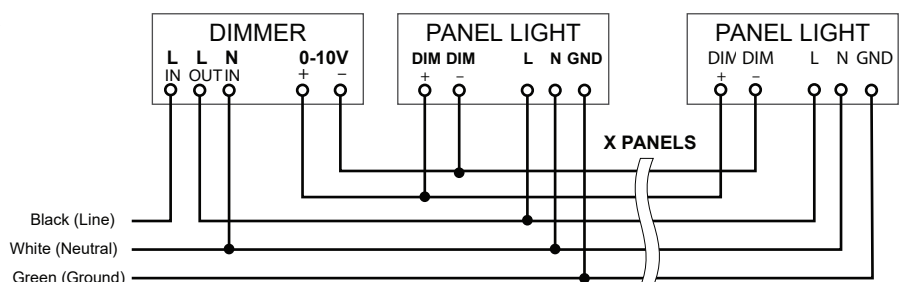 DIMMER
L L N 0-10V
IN OUT IN + −
PANEL LIGHT
DIM DIM L N GND
+ −
PANEL LIGHT
DIM DIM L N GND
+ −
X PANELS
Black (Line)
White (Neutral)
Green (Ground)